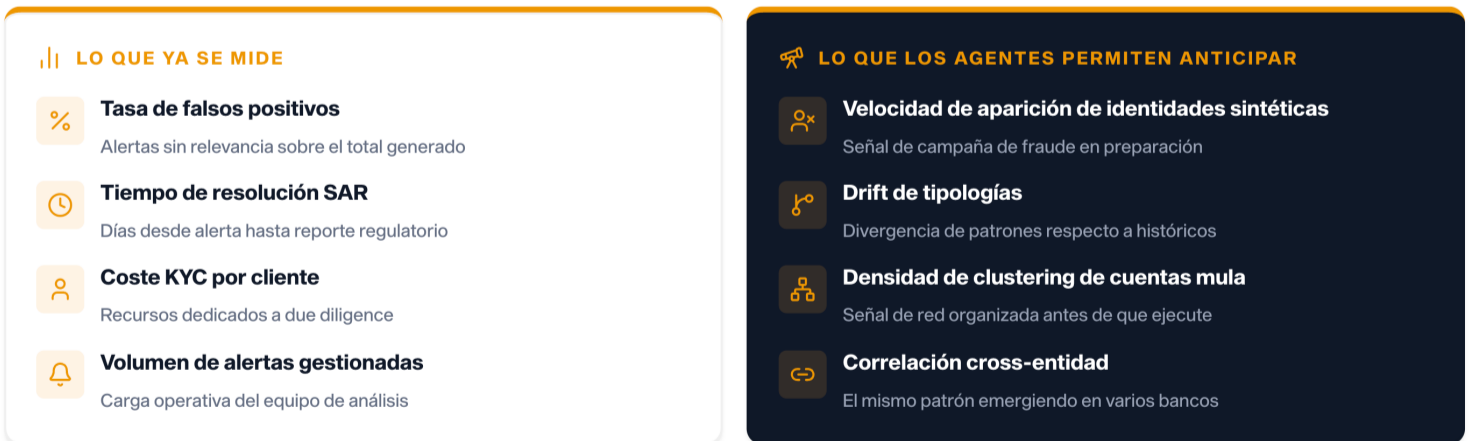 LO QUE YA SE MIDE
Tasa de falsos positivos
Alertas sin relevancia sobre el total generado
Tiempo de resolución SAR
Días desde alerta hasta reporte regulatorio
Coste KYC por cliente
Recursos dedicados a due diligence
Volumen de alertas gestionadas
Carga operativa del equipo de análisis
LO QUE LOS AGENTES PERMITEN ANTICIPAR
Velocidad de aparición de identidades sintéticas
Señal de campaña de fraude en preparación
Drift de tipologías
Divergencia de patrones respecto a históricos
Densidad de clustering de cuentas mula
Señal de red organizada antes de que ejecute
Correlación cross-entidad
El mismo patrón emergiendo en varios bancos